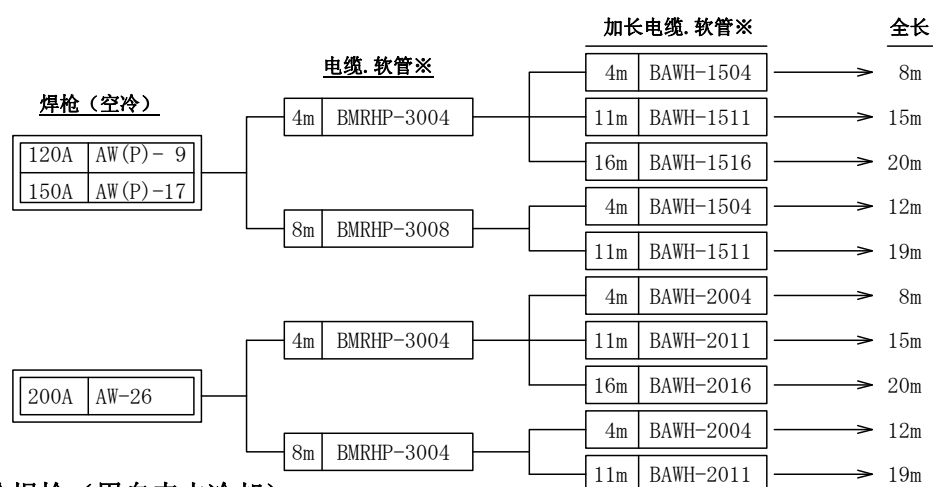 加长电缆.软管※ 全长
电缆.软管※
焊枪（空冷）
120A AW(P)- 9
150A AW(P)-17
4m BMRHP-3004
4m BAWH-1504 8m
11m BAWH-1511 15m
16m BAWH-1516 20m
8m BMRHP-3008
4m BAWH-1504 12m
11m BAWH-1511 19m
200A AW-26
4m BMRHP-3004
4m BAWH-2004 8m
11m BAWH-2011 15m
16m BAWH-2016 20m
8m BMRHP-3004
4m BAWH-2004 12m
11m BAWH-2011 19m